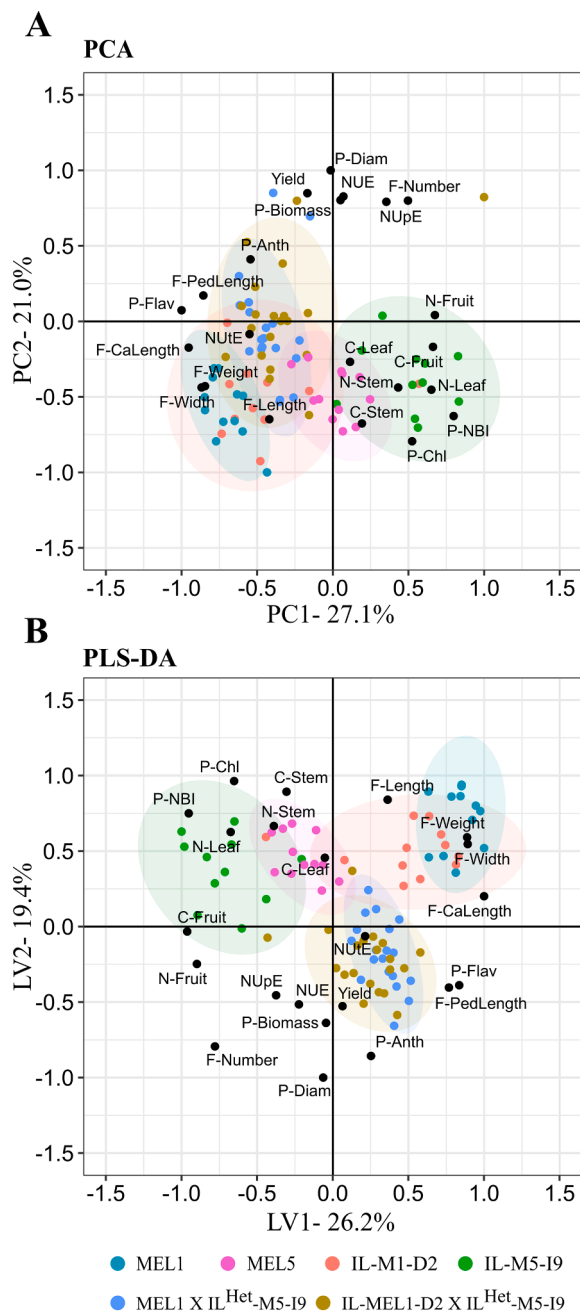 A
PCA
1.5
1.0
0.5
0.0
-0.5
-1.0
-1.5
PC2- 21.0%
P-Diam
Yield
NUE
F-Number
P-Biomass
NUpE
P-Anth
F-PedLength
P-Flav
N-Fruit
F-CaLength
NUtE
C-Leaf
C-Fruit
F-Weight
N-Stem
N-Leaf
F-Width
F-Length
C-Stem
P-NBI
P-Chl
-1.5 -1.0 -0.5 0.0 0.5 1.0 1.5
PC1- 27.1%
B
PLS-DA
1.5
1.0
0.5
0.0
-0.5
-1.0
-1.5
LV2- 19.4%
P-Chl
C-Stem
F-Length
P-NBI
N-Stem
F-Weight
N-Leaf
C-Leaf
F-Width
F-CaLength
C-Fruit
NUtE
N-Fruit
P-Flav
NUpE
NUE
Yield
F-PedLength
P-Biomass
P-Anth
F-Number
P-Diam
-1.5 -1.0 -0.5 0.0 0.5 1.0 1.5
LV1- 26.2%
MEL1 MEL5 IL-M1-D2 IL-M5-I9
MEL1 X IL^Het-M5-I9 IL-MEL1-D2 X IL^Het-M5-I9